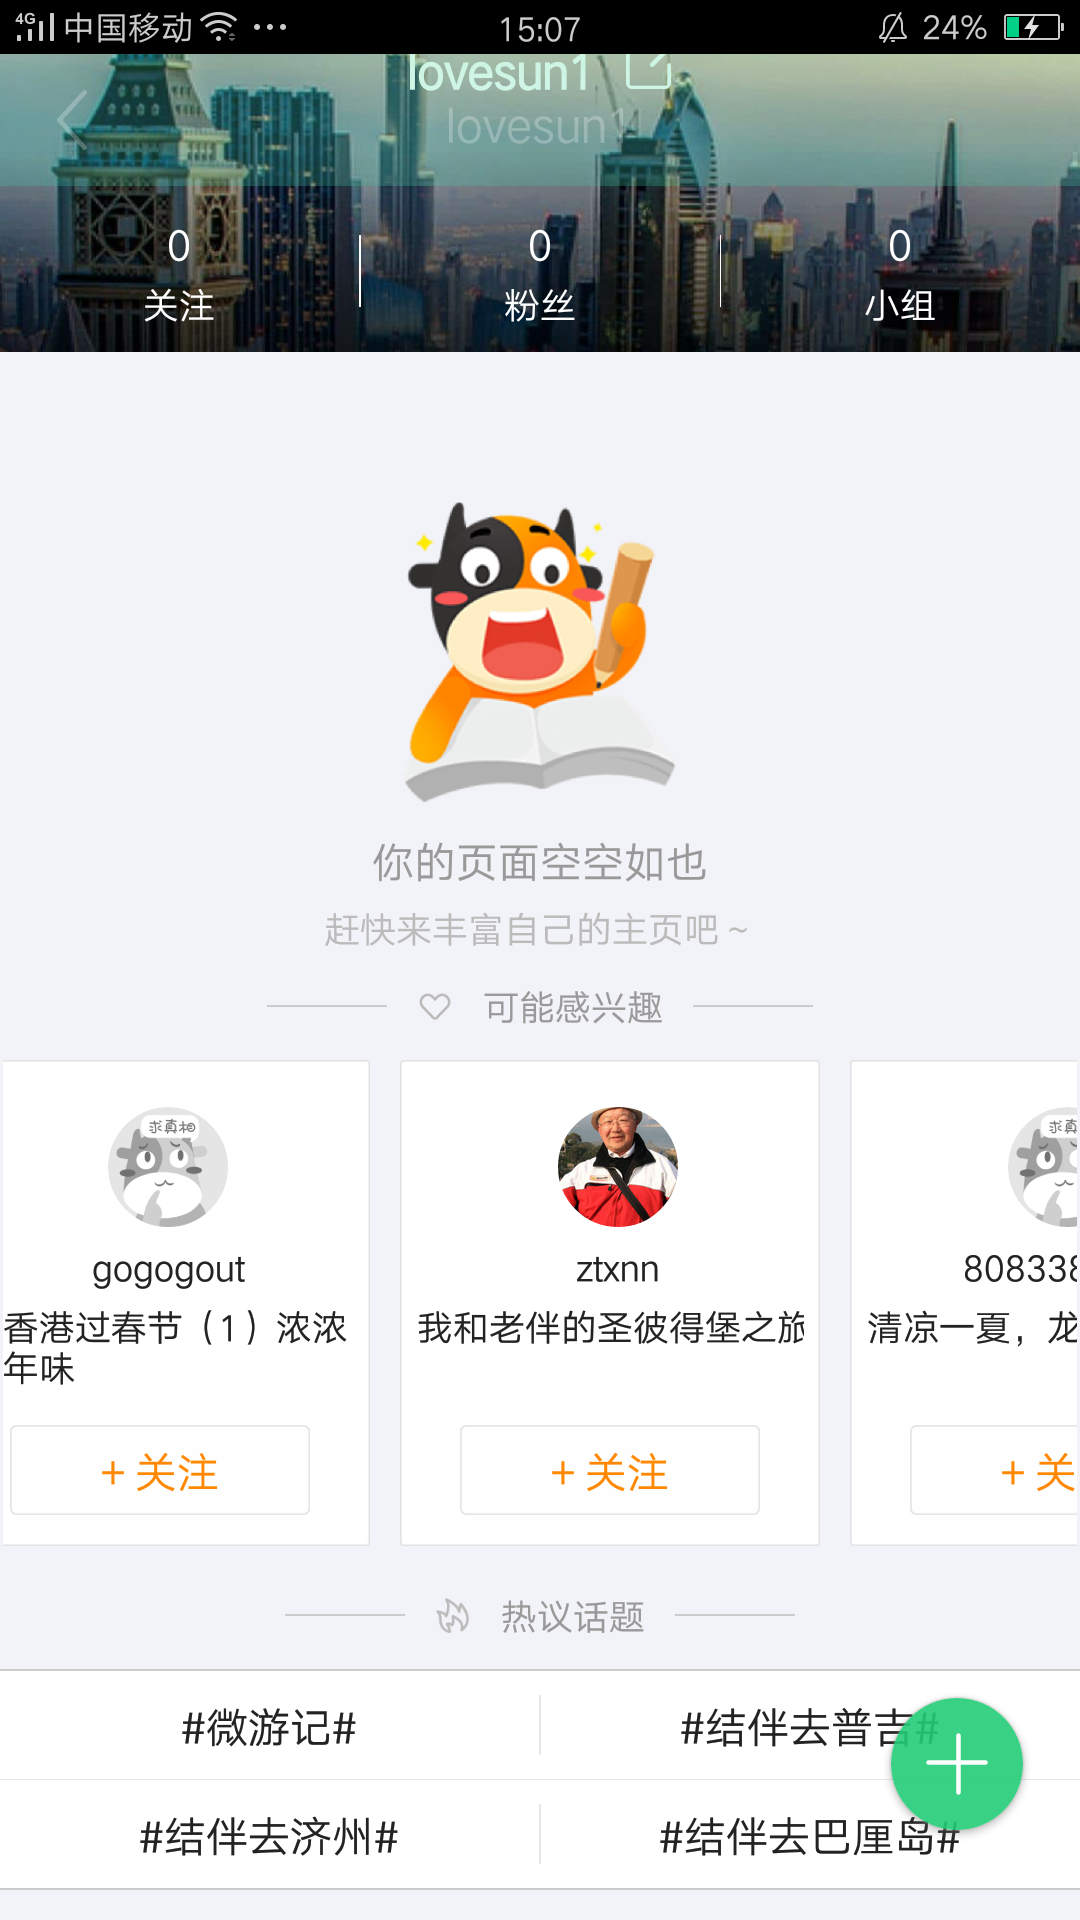 4G 中国移动 ... 15:07 24%
lovesun1
lovesun1
0 0 0
关注 粉丝 小组
你的页面空空如也
赶快来丰富自己的主页吧～
可能感兴趣
求真相 求真
gogogout ztxnn 80833
香港过春节（1）浓浓 我和老伴的圣彼得堡之旅 清凉一夏，龙
年味
+ 关注 + 关注 + 关
热议话题
#微游记# #结伴去普吉#
#结伴去济州# #结伴去巴厘岛#